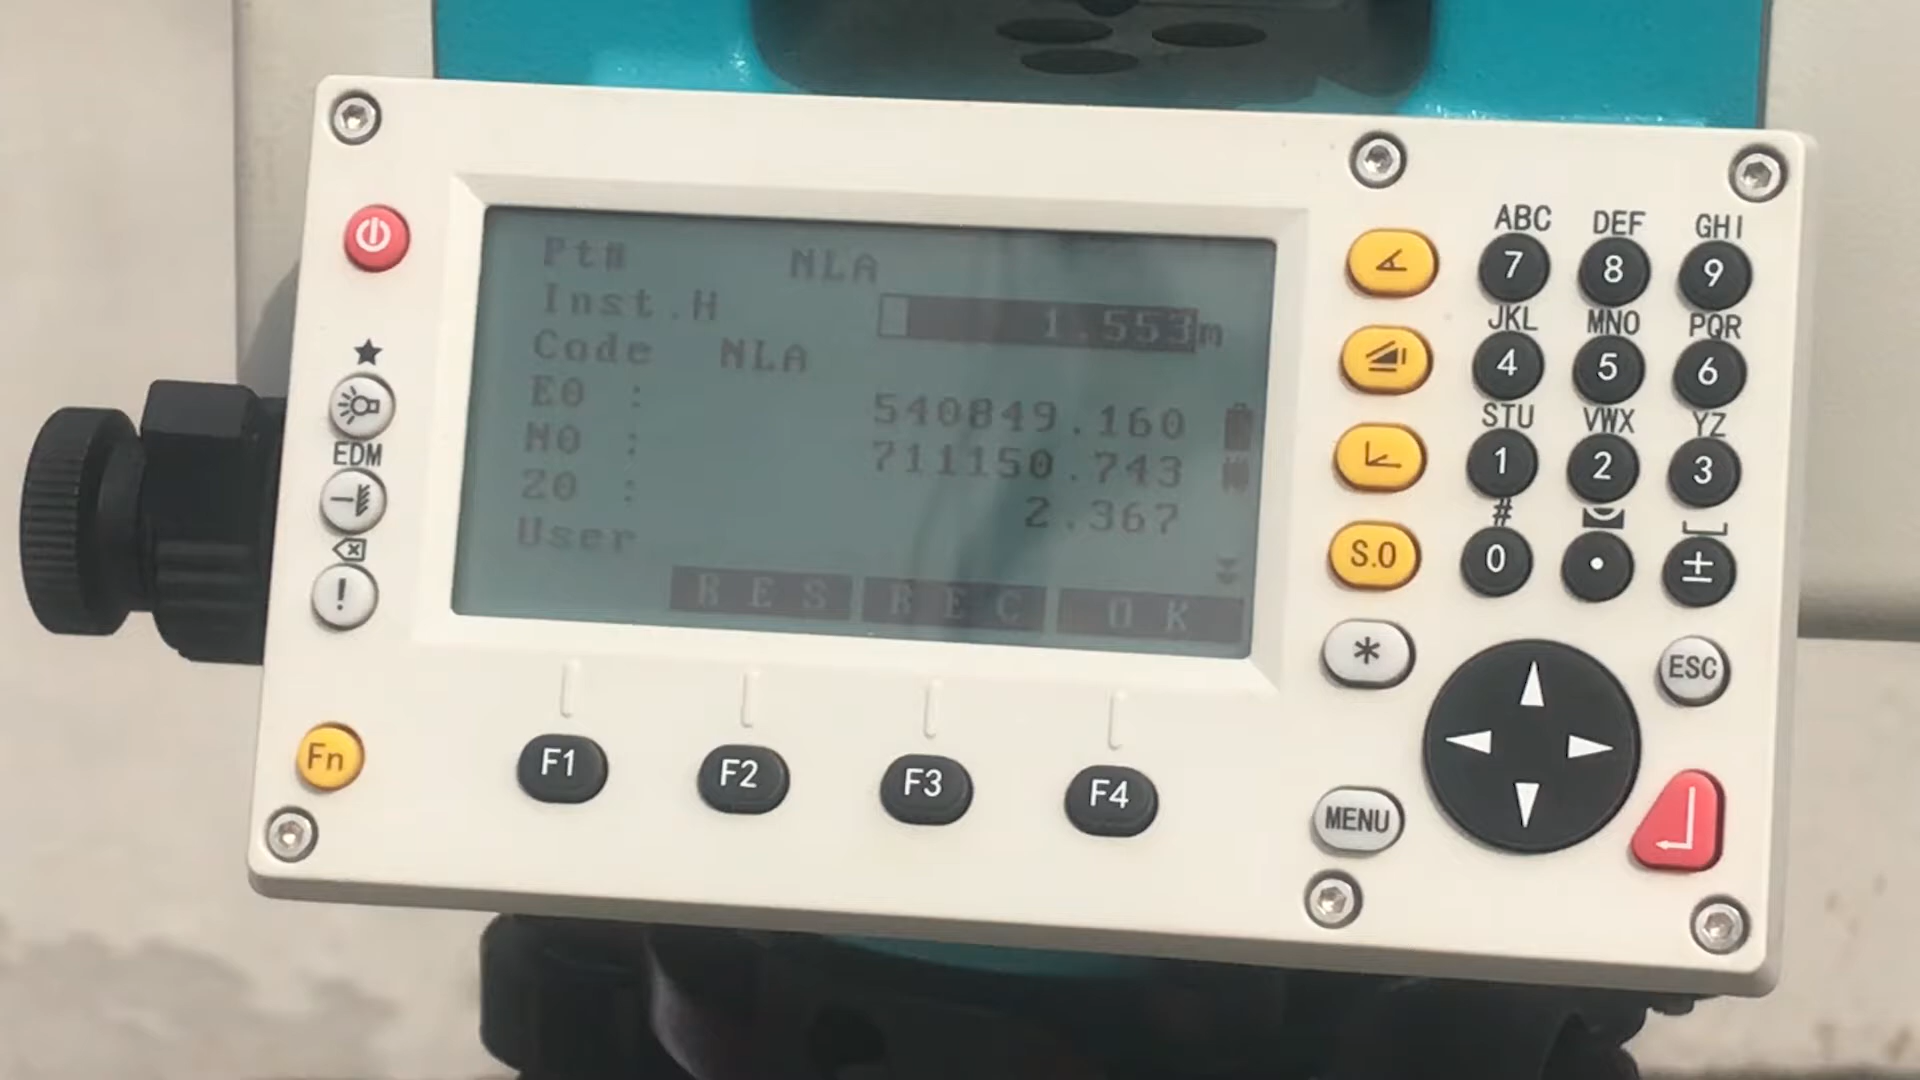 Pt# NLA
Inst.H 1.553m
Code NLA
E0 : 540849.160
N0 : 711150.743
Z0 : 2.367
User
RES REC OK
EDM
!
Fn
F1 F2 F3 F4
ABC DEF GHI
7 8 9
JKL MNO PQR
4 5 6
STU VWX YZ
1 2 3
#
S.O 0 . ±
* ESC
MENU